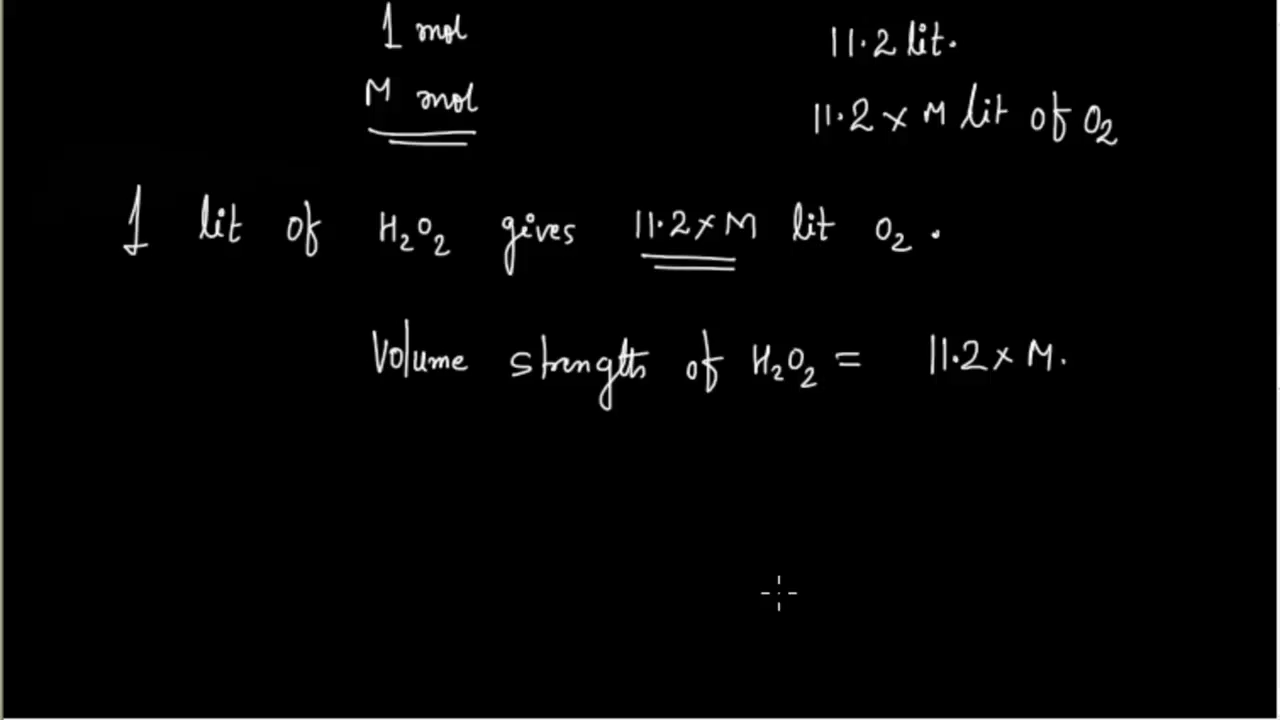 1 mol 11.2 lit.
M mol 11.2 × M lit of O₂
1 lit of H₂O₂ gives 11.2 × M lit O₂.
Volume strength of H₂O₂ = 11.2 × M.